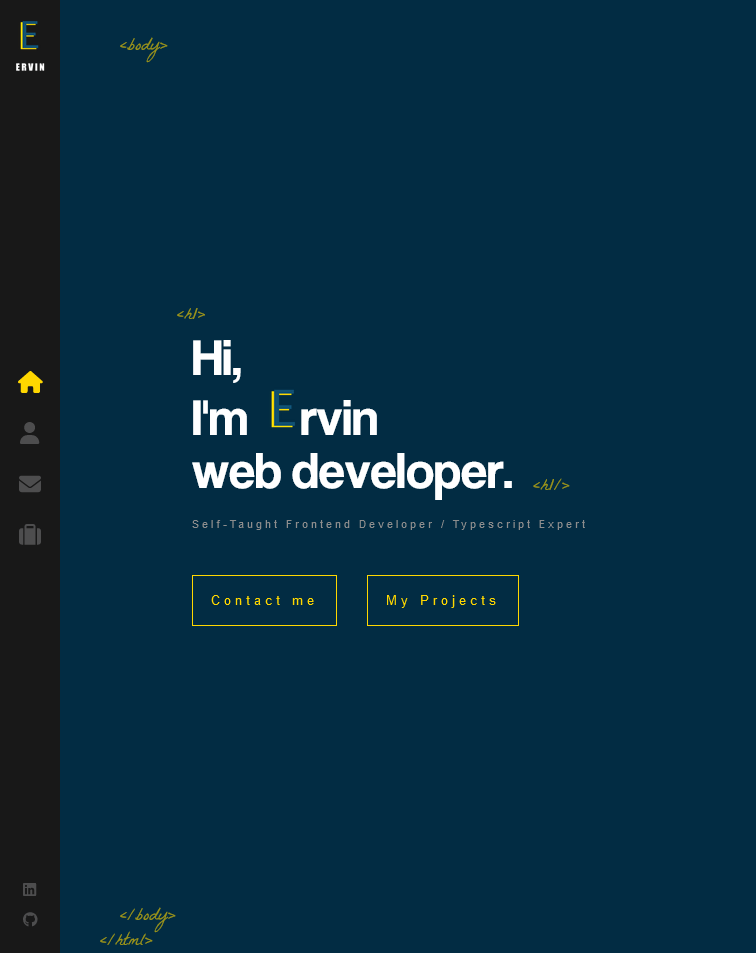 E
ERVIN
<body>
<h1>
Hi,
I'm Ervin
web developer.
<h1/>
Self-Taught Frontend Developer / Typescript Expert
Contact me
My Projects
in
</body>
</html>